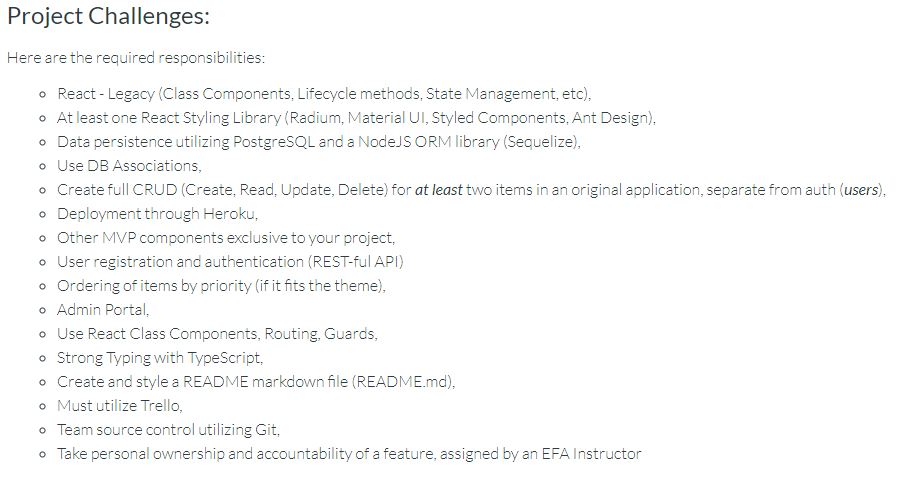 Project Challenges:
Here are the required responsibilities:
React - Legacy (Class Components, Lifecycle methods, State Management, etc),
At least one React Styling Library (Radium, Material UI, Styled Components, Ant Design),
Data persistence utilizing PostgreSQL and a NodeJS ORM library (Sequelize),
Use DB Associations,
Create full CRUD (Create, Read, Update, Delete) for at least two items in an original application, separate from auth (users),
Deployment through Heroku,
Other MVP components exclusive to your project,
User registration and authentication (REST-ful API)
Ordering of items by priority (if it fits the theme),
Admin Portal,
Use React Class Components, Routing, Guards,
Strong Typing with TypeScript,
Create and style a README markdown file (README.md),
Must utilize Trello,
Team source control utilizing Git,
Take personal ownership and accountability of a feature, assigned by an EFA Instructor